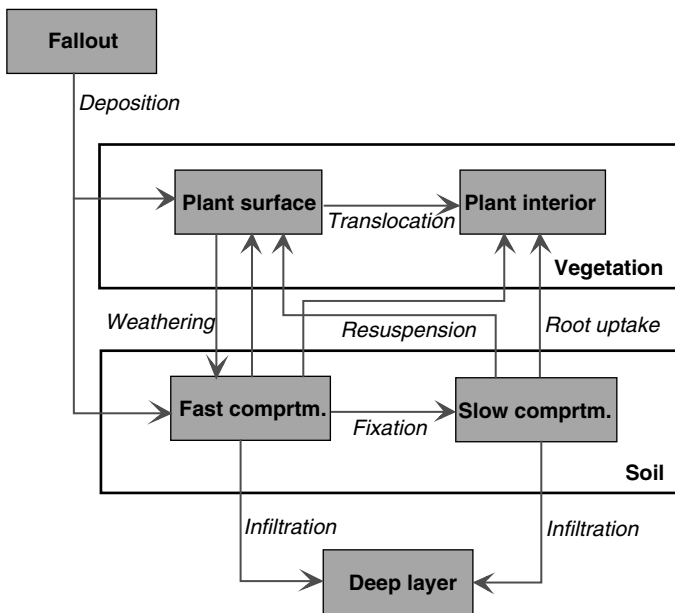 Fallout
Deposition
Plant surface
Translocation
Plant interior
Vegetation
Weathering
Resuspension
Root uptake
Fast comprtm.
Fixation
Slow comprtm.
Soil
Infiltration
Infiltration
Deep layer